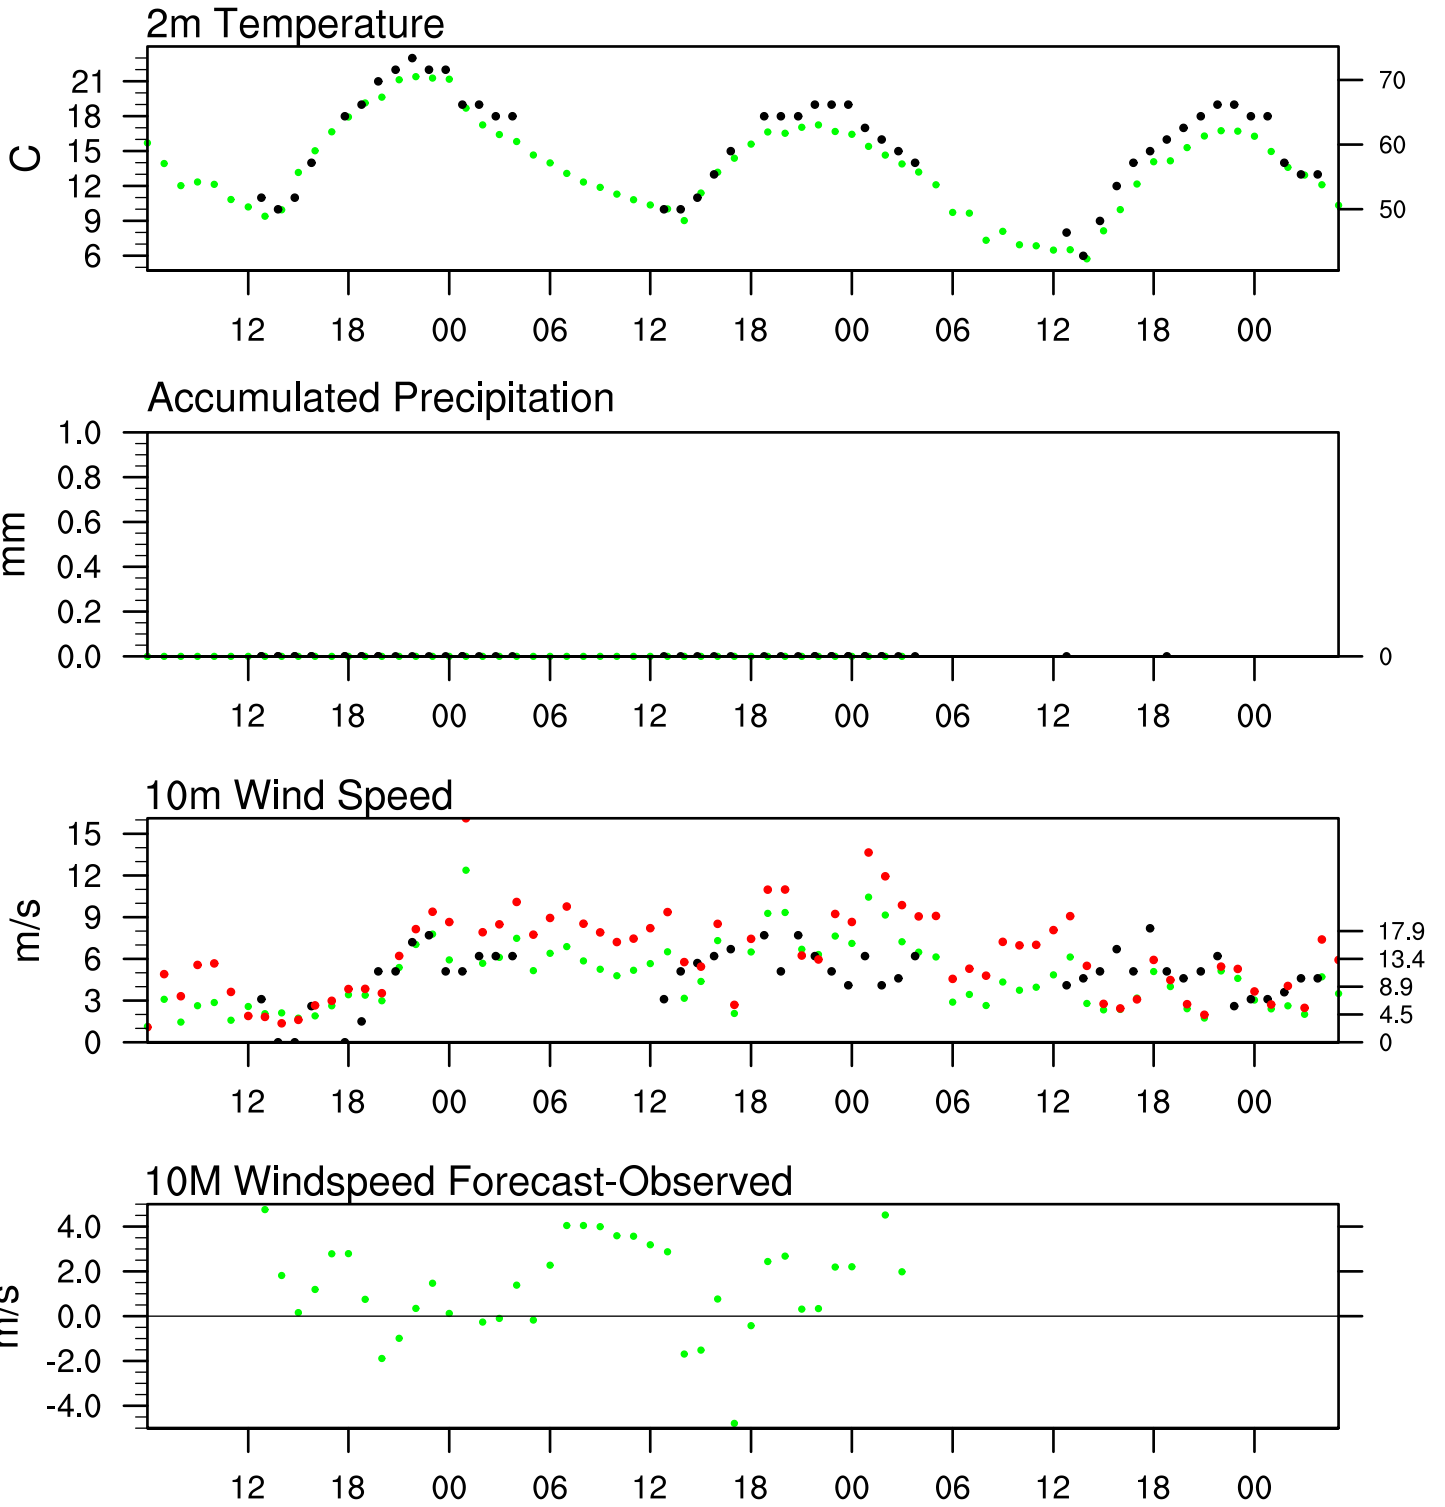 2m Temperature
21
18
15
12
9
6
C
70
60
50
12 18 00 06 12 18 00 06 12 18 00
Accumulated Precipitation
1.0
0.8
0.6
0.4
0.2
0.0
mm
0
12 18 00 06 12 18 00 06 12 18 00
10m Wind Speed
15
12
9
6
3
0
m/s
17.9
13.4
8.9
4.5
0
12 18 00 06 12 18 00 06 12 18 00
10M Windspeed Forecast-Observed
4.0
2.0
0.0
-2.0
-4.0
m/s
12 18 00 06 12 18 00 06 12 18 00